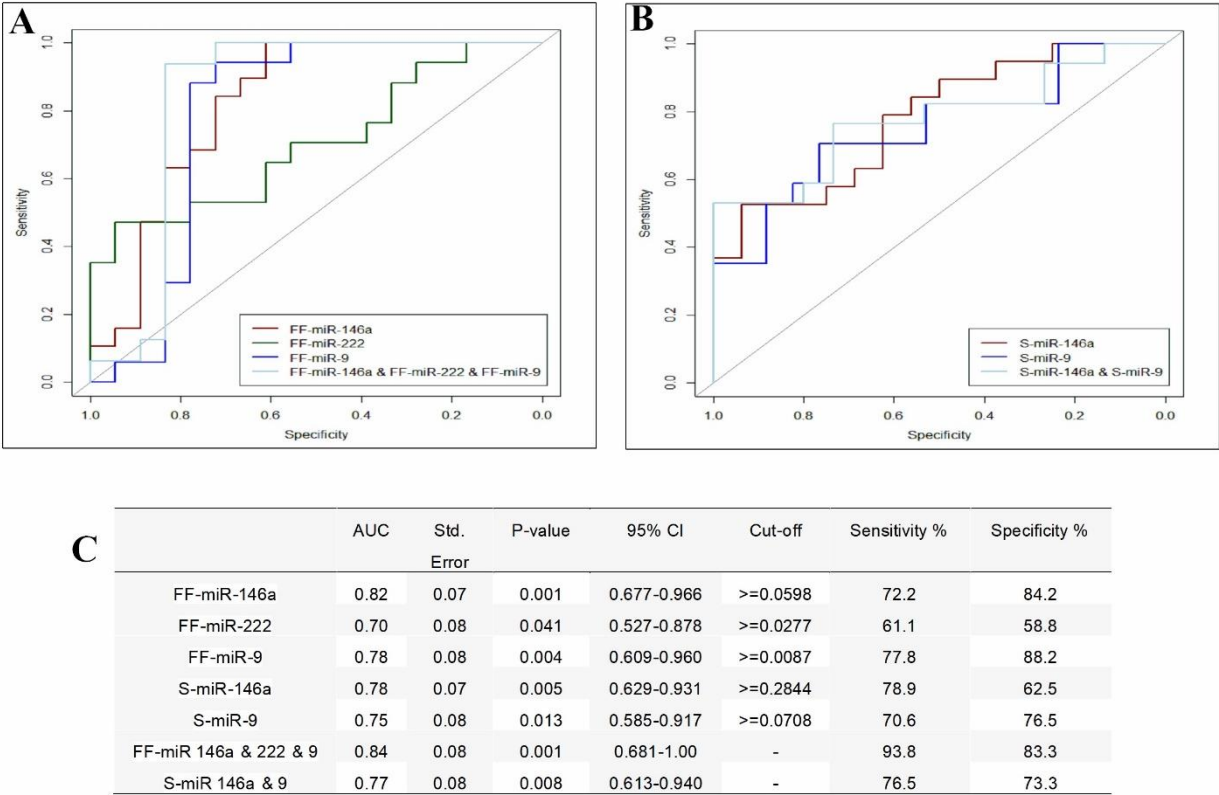 A
1.0
0.8
0.6
0.4
0.2
0.0
Sensitivity
FF-miR-146a
FF-miR-222
FF-miR-9
FF-miR-146a & FF-miR-222 & FF-miR-9
1.0 0.8 0.6 0.4 0.2 0.0
Specificity
B
1.0
0.8
0.6
0.4
0.2
0.0
Sensitivity
S-miR-146a
S-miR-9
S-miR-146a & S-miR-9
1.0 0.8 0.6 0.4 0.2 0.0
Specificity
C
AUC Std. Error P-value 95% CI Cut-off Sensitivity % Specificity %
FF-miR-146a 0.82 0.07 0.001 0.677-0.966 >=0.0598 72.2 84.2
FF-miR-222 0.70 0.08 0.041 0.527-0.878 >=0.0277 61.1 58.8
FF-miR-9 0.78 0.08 0.004 0.609-0.960 >=0.0087 77.8 88.2
S-miR-146a 0.78 0.07 0.005 0.629-0.931 >=0.2844 78.9 62.5
S-miR-9 0.75 0.08 0.013 0.585-0.917 >=0.0708 70.6 76.5
FF-miR 146a & 222 & 9 0.84 0.08 0.001 0.681-1.00 - 93.8 83.3
S-miR 146a & 9 0.77 0.08 0.008 0.613-0.940 - 76.5 73.3